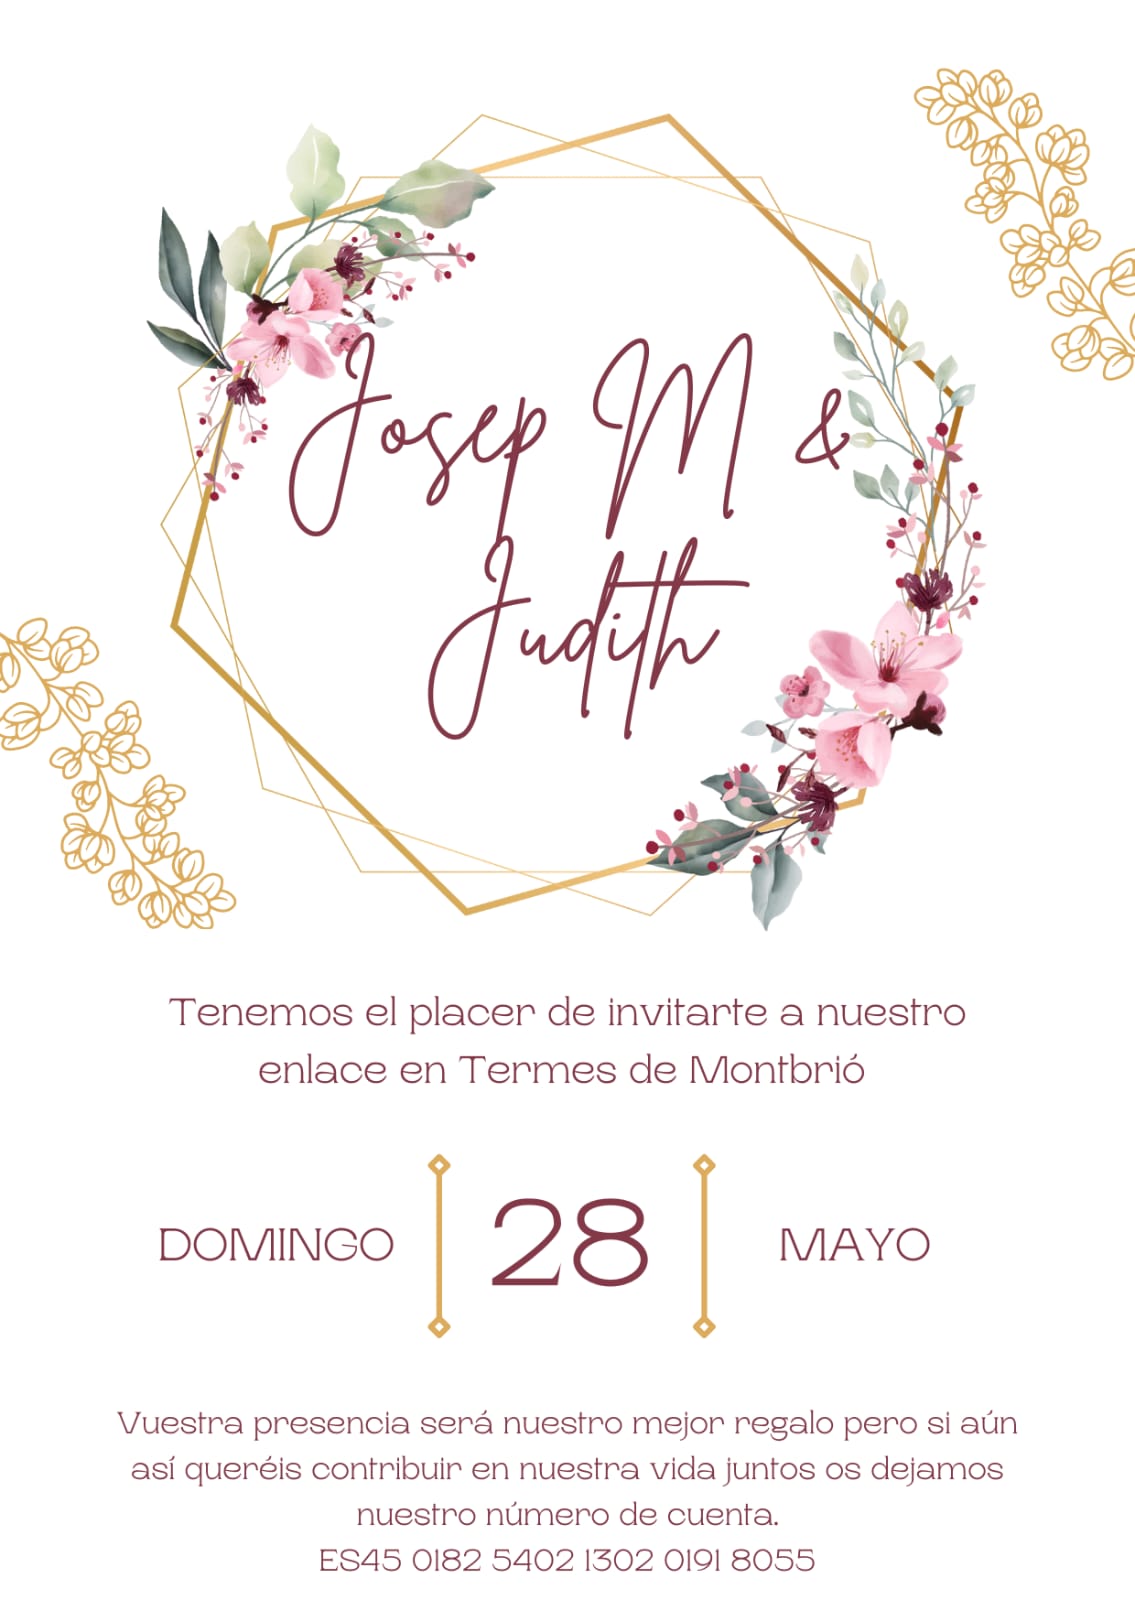 Josep M &
Judith
Tenemos el placer de invitarte a nuestro
enlace en Termes de Montbrió
DOMINGO
28
MAYO
Vuestra presencia será nuestro mejor regalo pero si aún
así queréis contribuir en nuestra vida juntos os dejamos
nuestro número de cuenta.
ES45 0182 5402 1302 0191 8055